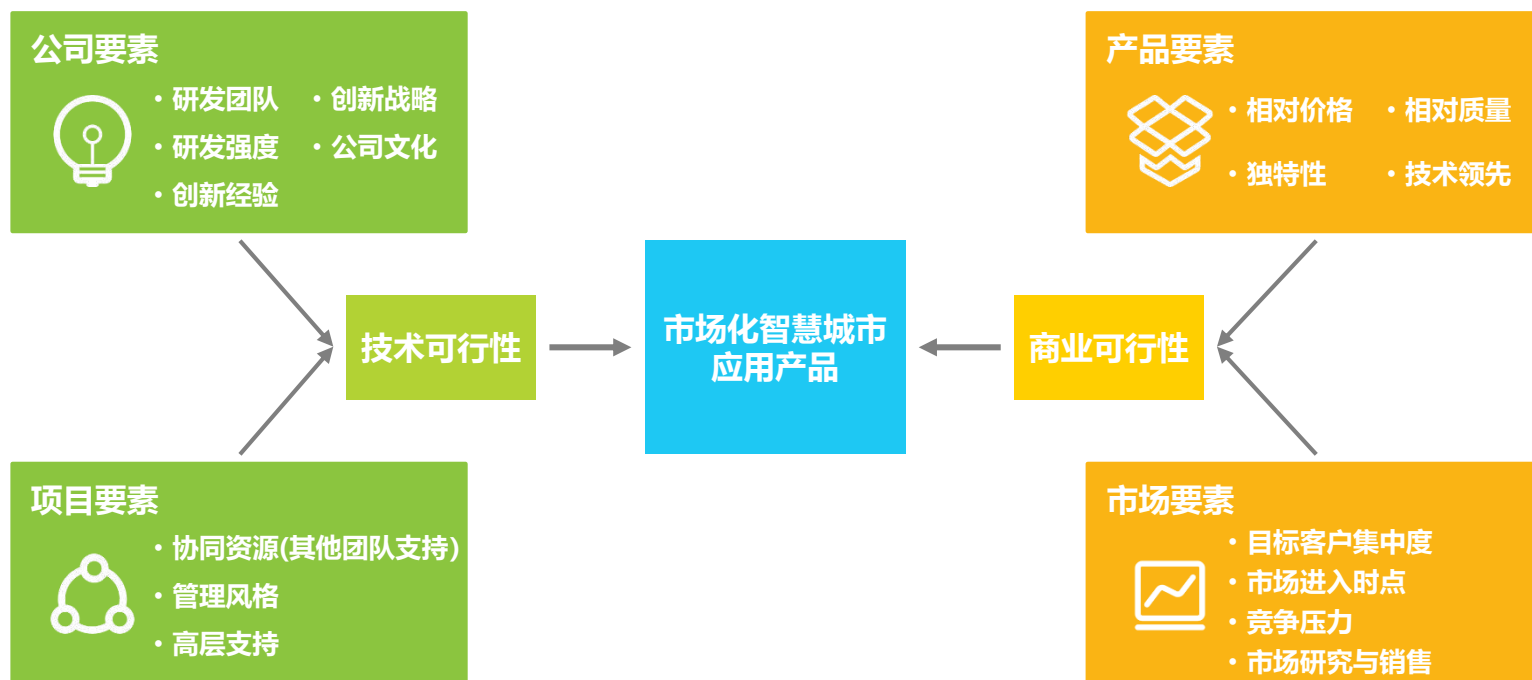 公司要素
·研发团队 ·创新战略
·研发强度 ·公司文化
·创新经验
产品要素
·相对价格 ·相对质量
·独特性 ·技术领先
技术可行性
市场化智慧城市
应用产品
商业可行性
项目要素
·协同资源(其他团队支持)
·管理风格
·高层支持
市场要素
·目标客户集中度
·市场进入时点
·竞争压力
·市场研究与销售